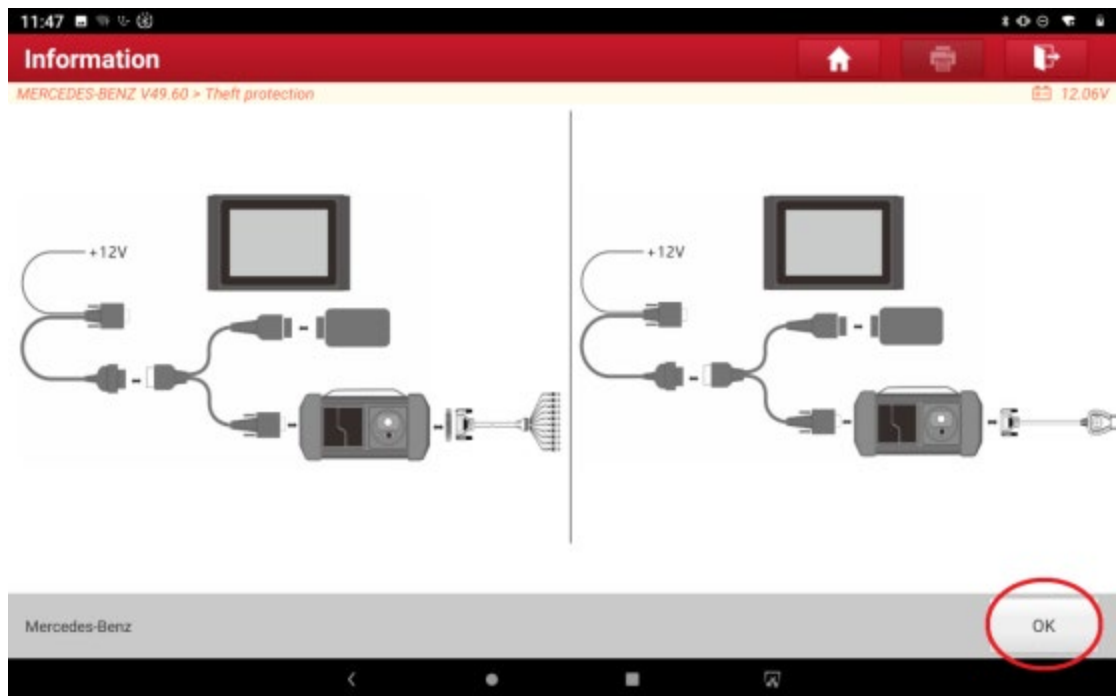 11:47
Information
MERCEDES-BENZ V49.60 > Theft protection
12.06V
+12V
+12V
Mercedes-Benz
OK